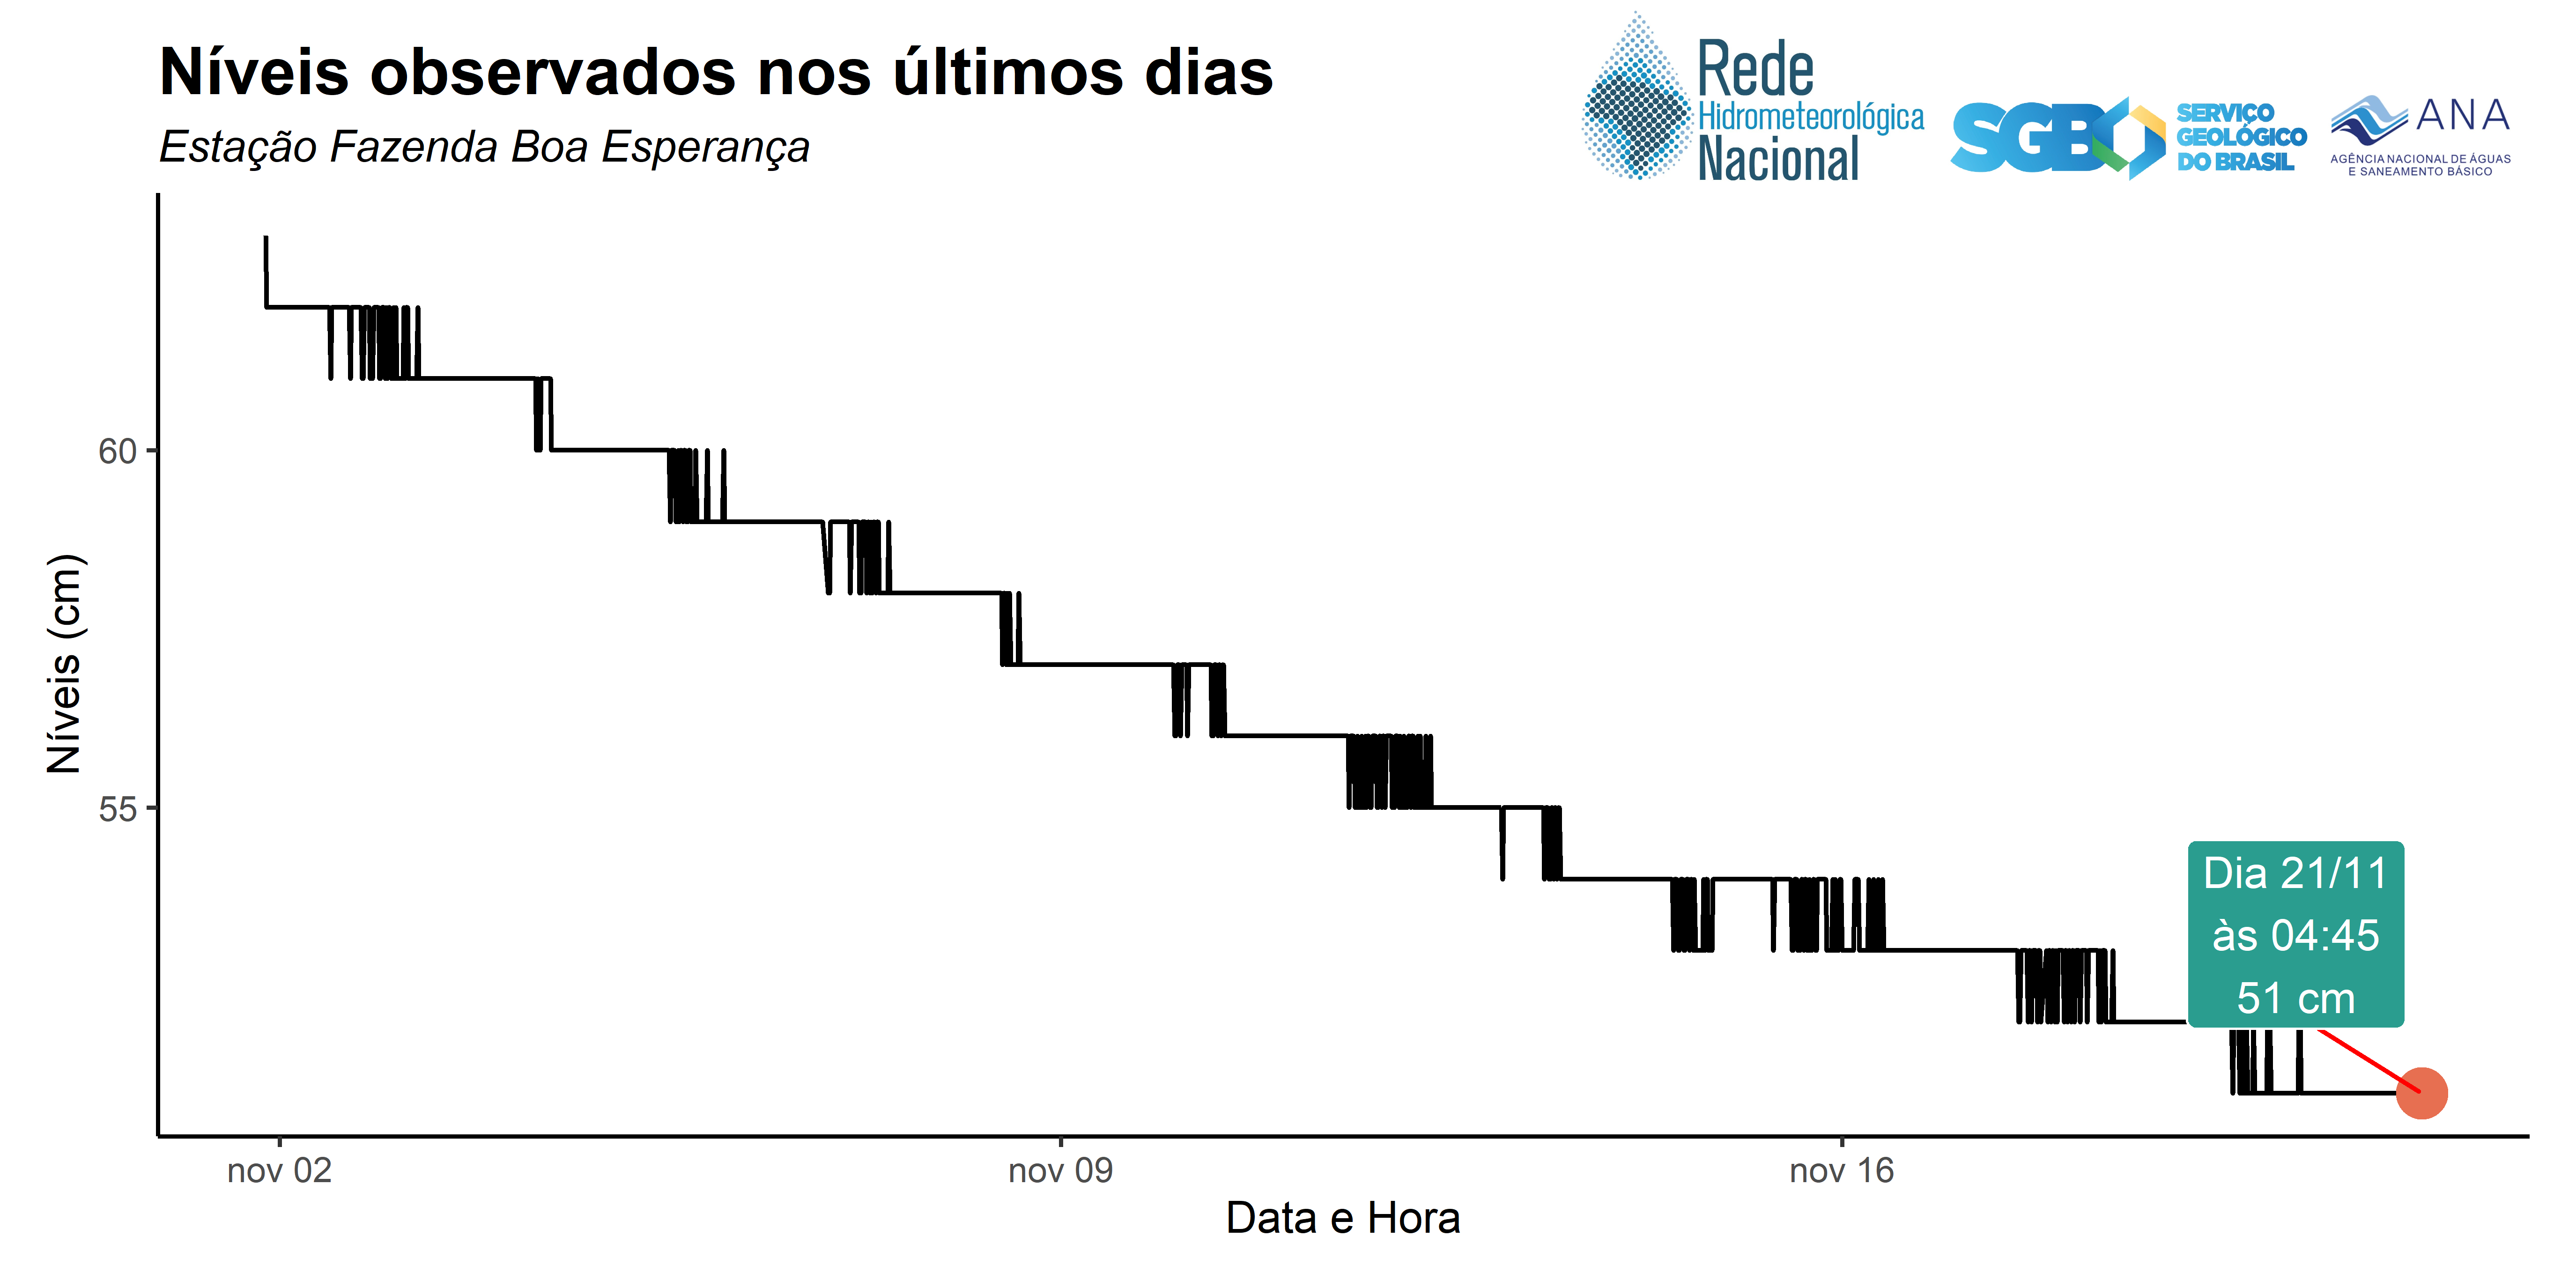 Níveis observados nos últimos dias
Estação Fazenda Boa Esperança
Rede
Hidrometeorológica
Nacional
SGB
SERVIÇO
GEOLÓGICO
DO BRASIL
ANA
AGÊNCIA NACIONAL DE ÁGUAS
E SANEAMENTO BÁSICO
Níveis (cm)
60
55
Dia 21/11
às 04:45
51 cm
nov 02
nov 09
nov 16
Data e Hora